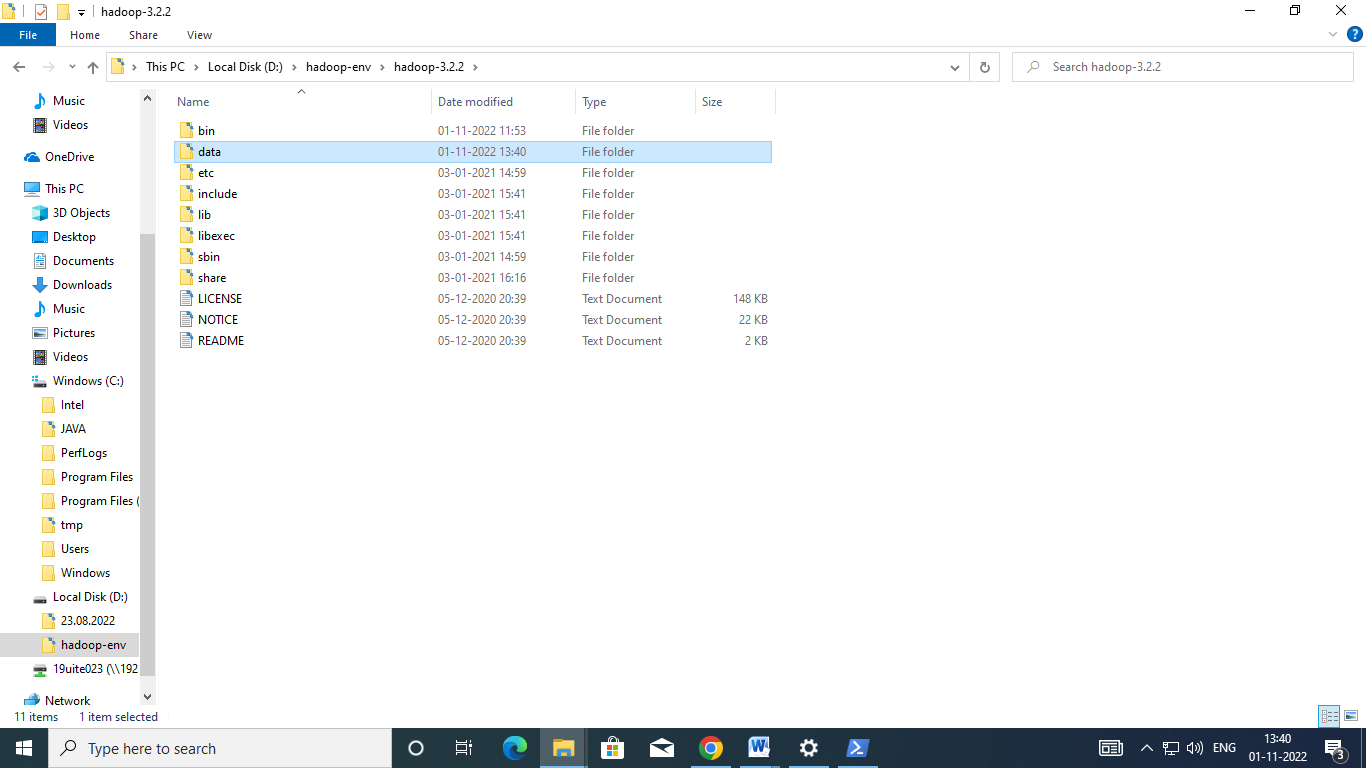 hadoop-3.2.2
File Home Share View
This PC Local Disk (D:) hadoop-env hadoop-3.2.2
Search hadoop-3.2.2
Music
Videos
OneDrive
This PC
3D Objects
Desktop
Documents
Downloads
Music
Pictures
Videos
Windows (C:)
Intel
JAVA
PerfLogs
Program Files
Program Files (
tmp
Users
Windows
Local Disk (D:)
23.08.2022
hadoop-env
19uite023 (\\192
Network
Name Date modified Type Size
bin 01-11-2022 11:53 File folder
data 01-11-2022 13:40 File folder
etc 03-01-2021 14:59 File folder
include 03-01-2021 15:41 File folder
lib 03-01-2021 15:41 File folder
libexec 03-01-2021 15:41 File folder
sbin 03-01-2021 14:59 File folder
share 03-01-2021 16:16 File folder
LICENSE 05-12-2020 20:39 Text Document 148 KB
NOTICE 05-12-2020 20:39 Text Document 22 KB
README 05-12-2020 20:39 Text Document 2 KB
11 items 1 item selected
Type here to search
ENG
13:40
01-11-2022
3